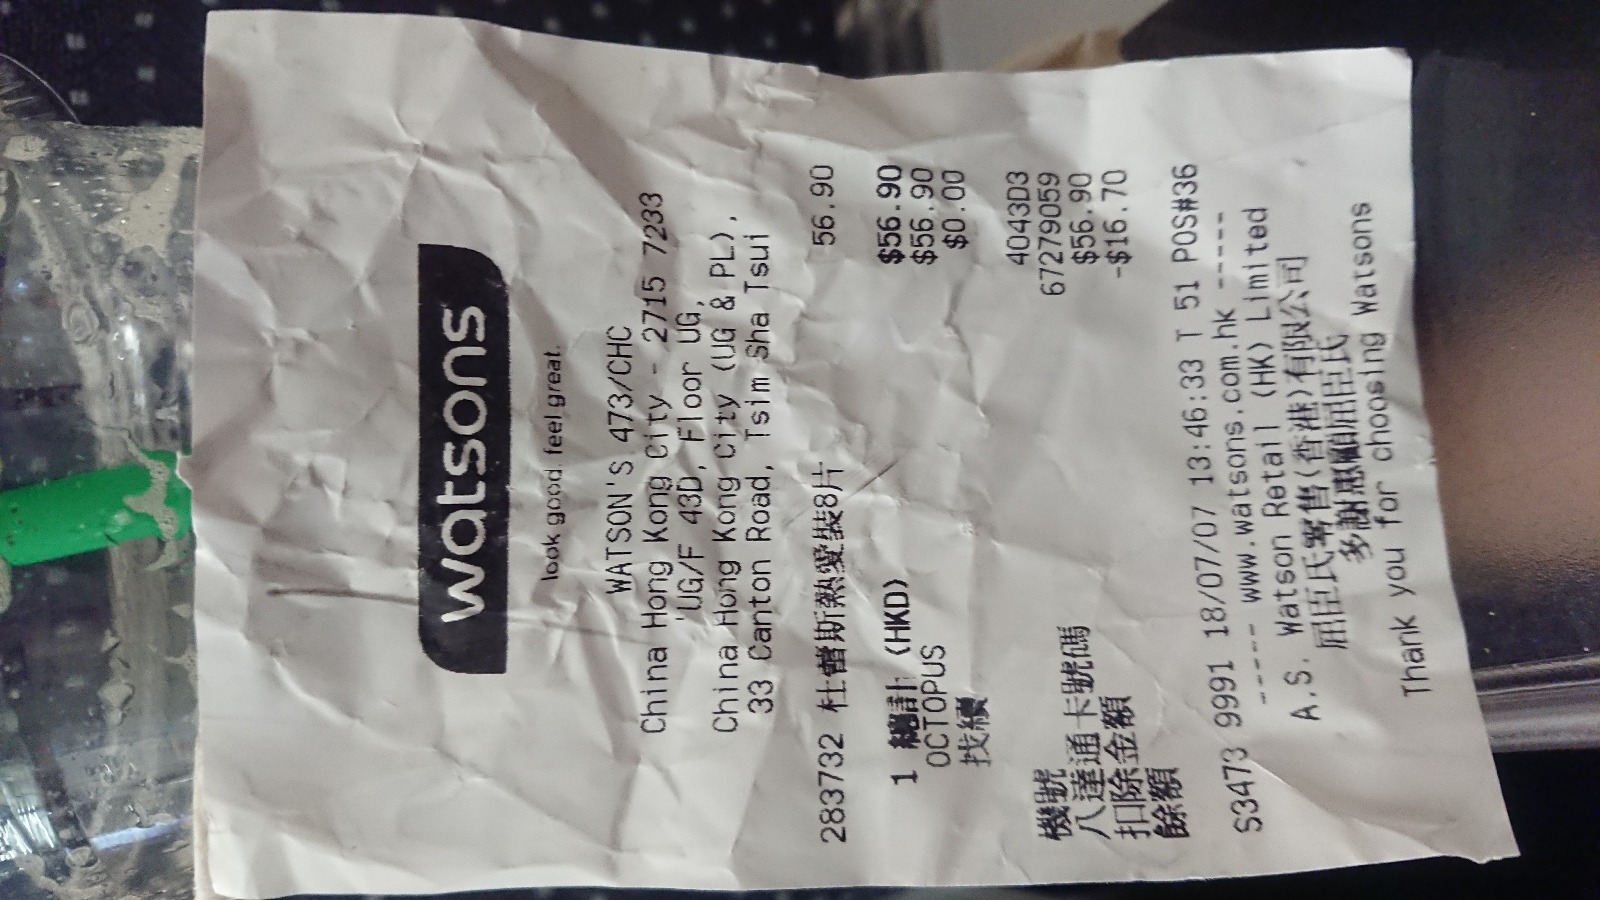 watsons
look good. feel great.
WATSON'S 473/CHC
China Hong Kong City - 2715 7233
'UG/F 43D, Floor UG,
China Hong Kong City (UG & PL),
33 Canton Road, Tsim Sha Tsui
283732 杜蕾斯熱愛裝8片 56.90
1 總計 (HKD) $56.90
OCTOPUS $56.90
找續 $0.00
機號 4043D3
八達通卡號碼 67279059
扣除金額 $56.90
餘額 -$16.70
S3473 9991 18/07/07 13:46:33 T 51 POS#36
----- www.watsons.com.hk -----
A.S. Watson Retail (HK) Limited
屈臣氏零售(香港)有限公司
多謝惠顧屈臣氏
Thank you for choosing Watsons